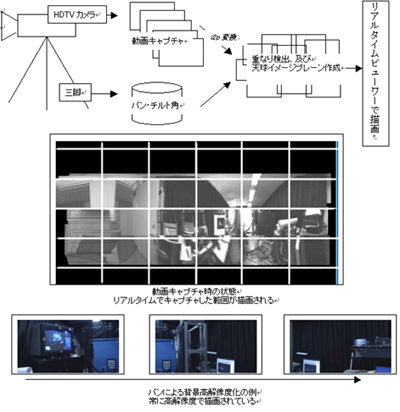 HDTVカメラ
動画キャプチャ
i2p 変換
三脚
パン・チルト角
重なり検出、及び
天球イメージプレーン作成
リアルタイムビューワーで描画
動画キャプチャ時の状態
リアルタイムでキャプチャした範囲が描画される
パンによる背景高解像度化の例
常に高解像度で描画されている